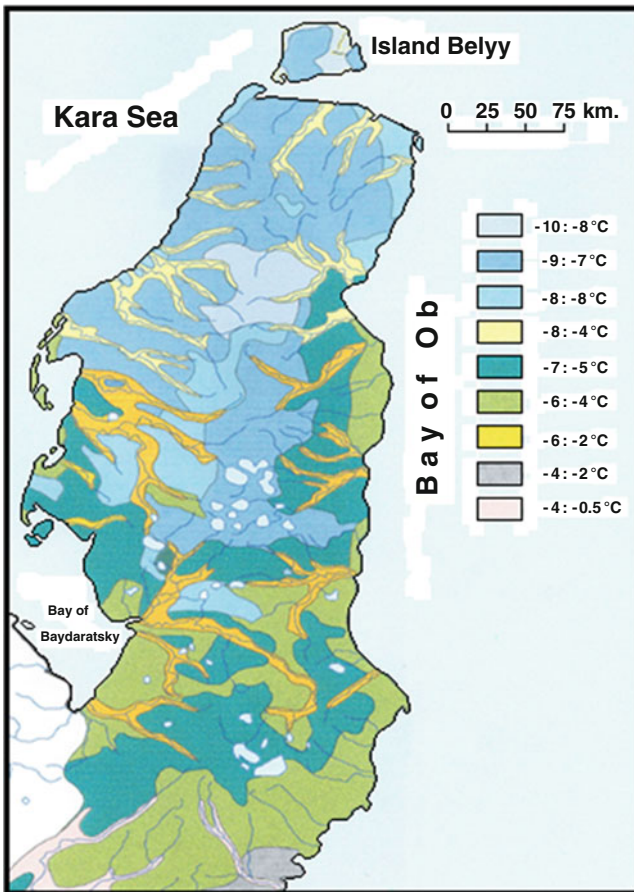 Island Belyy
Kara Sea
0 25 50 75 km.
-10 : -8 °C
-9 : -7 °C
-8 : -8 °C
-8 : -4 °C
-7 : -5 °C
-6 : -4 °C
-6 : -2 °C
-4 : -2 °C
-4 : -0.5 °C
Bay of Ob
Bay of
Baydaratsky